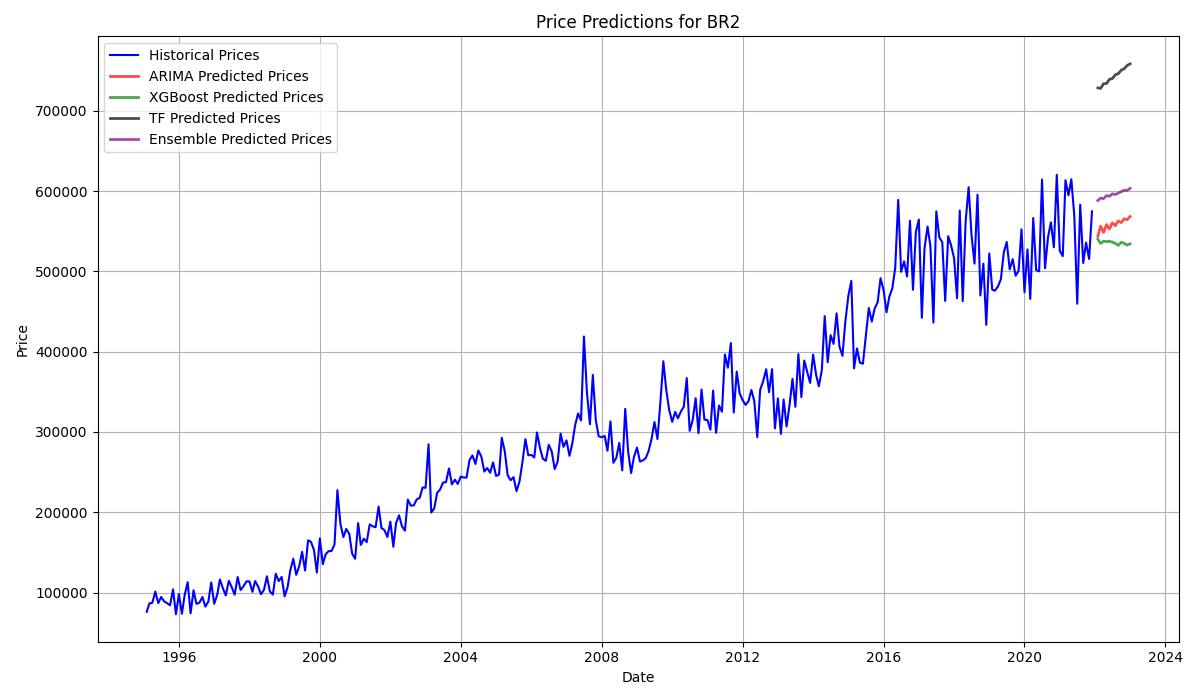 Price Predictions for BR2
Historical Prices
ARIMA Predicted Prices
XGBoost Predicted Prices
TF Predicted Prices
Ensemble Predicted Prices
700000
600000
500000
400000
300000
200000
100000
Price
1996 2000 2004 2008 2012 2016 2020 2024
Date